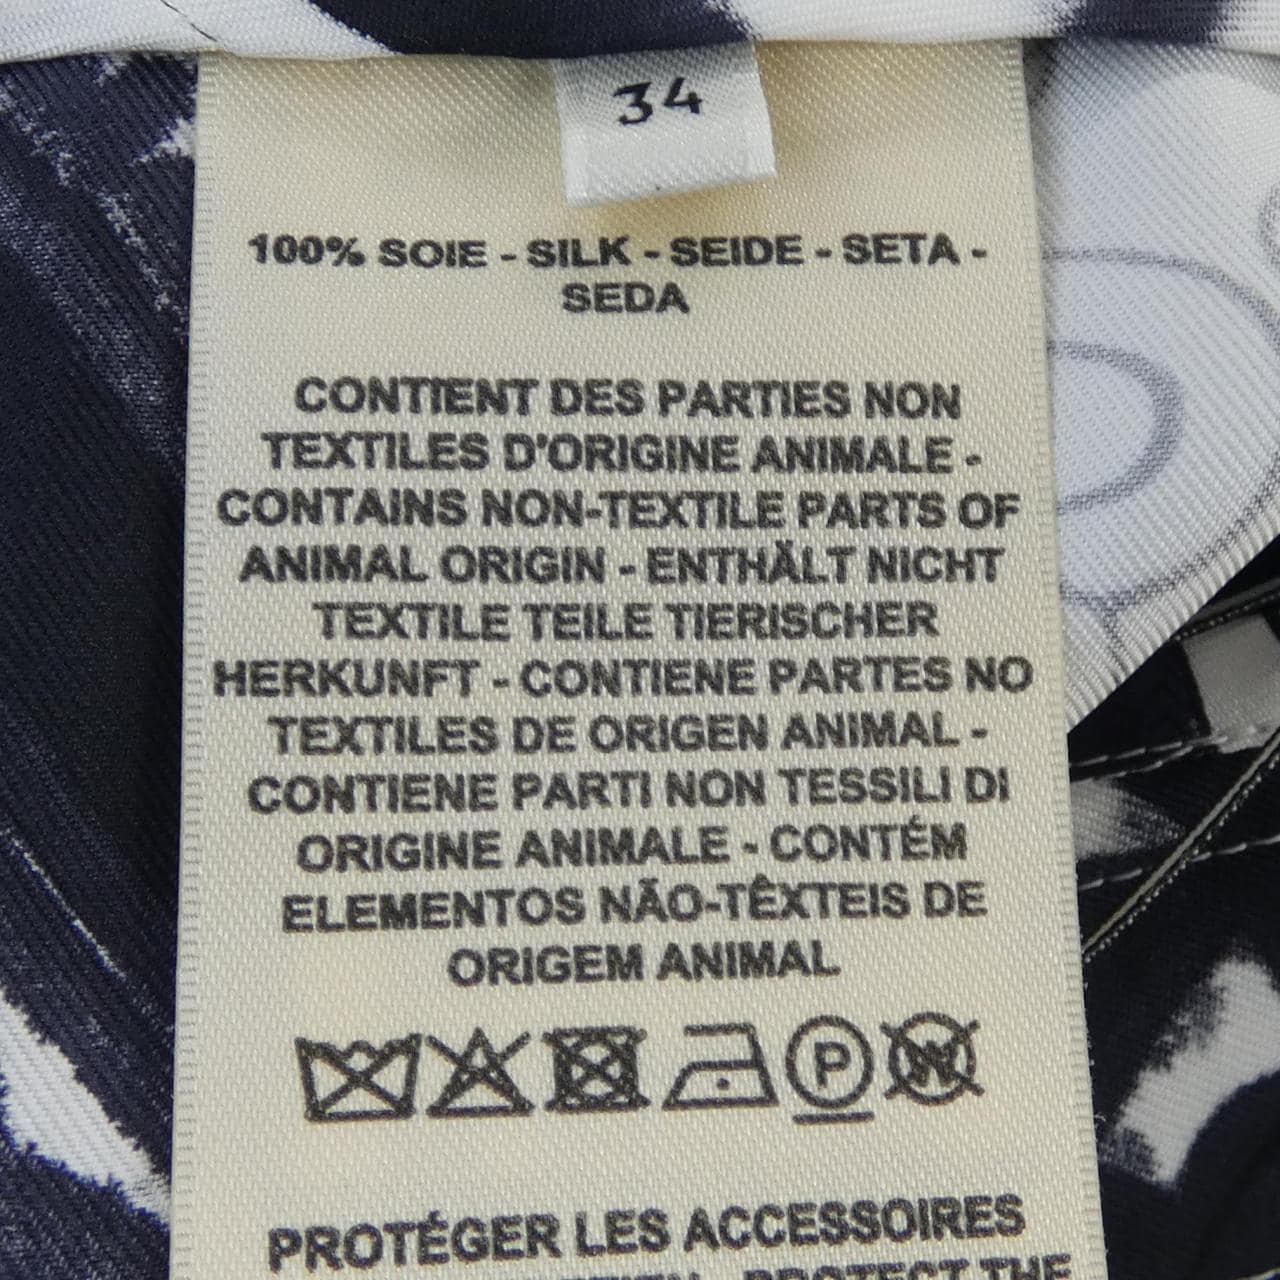 34
100% SOIE - SILK - SEIDE - SETA -
SEDA
CONTIENT DES PARTIES NON
TEXTILES D'ORIGINE ANIMALE -
CONTAINS NON-TEXTILE PARTS OF
ANIMAL ORIGIN - ENTHÄLT NICHT
TEXTILE TEILE TIERISCHER
HERKUNFT - CONTIENE PARTES NO
TEXTILES DE ORIGEN ANIMAL -
CONTIENE PARTI NON TESSILI DI
ORIGINE ANIMALE - CONTÉM
ELEMENTOS NÃO-TÊXTEIS DE
ORIGEM ANIMAL
P W
PROTÉGER LES ACCESSOIRES
PROTECT THE